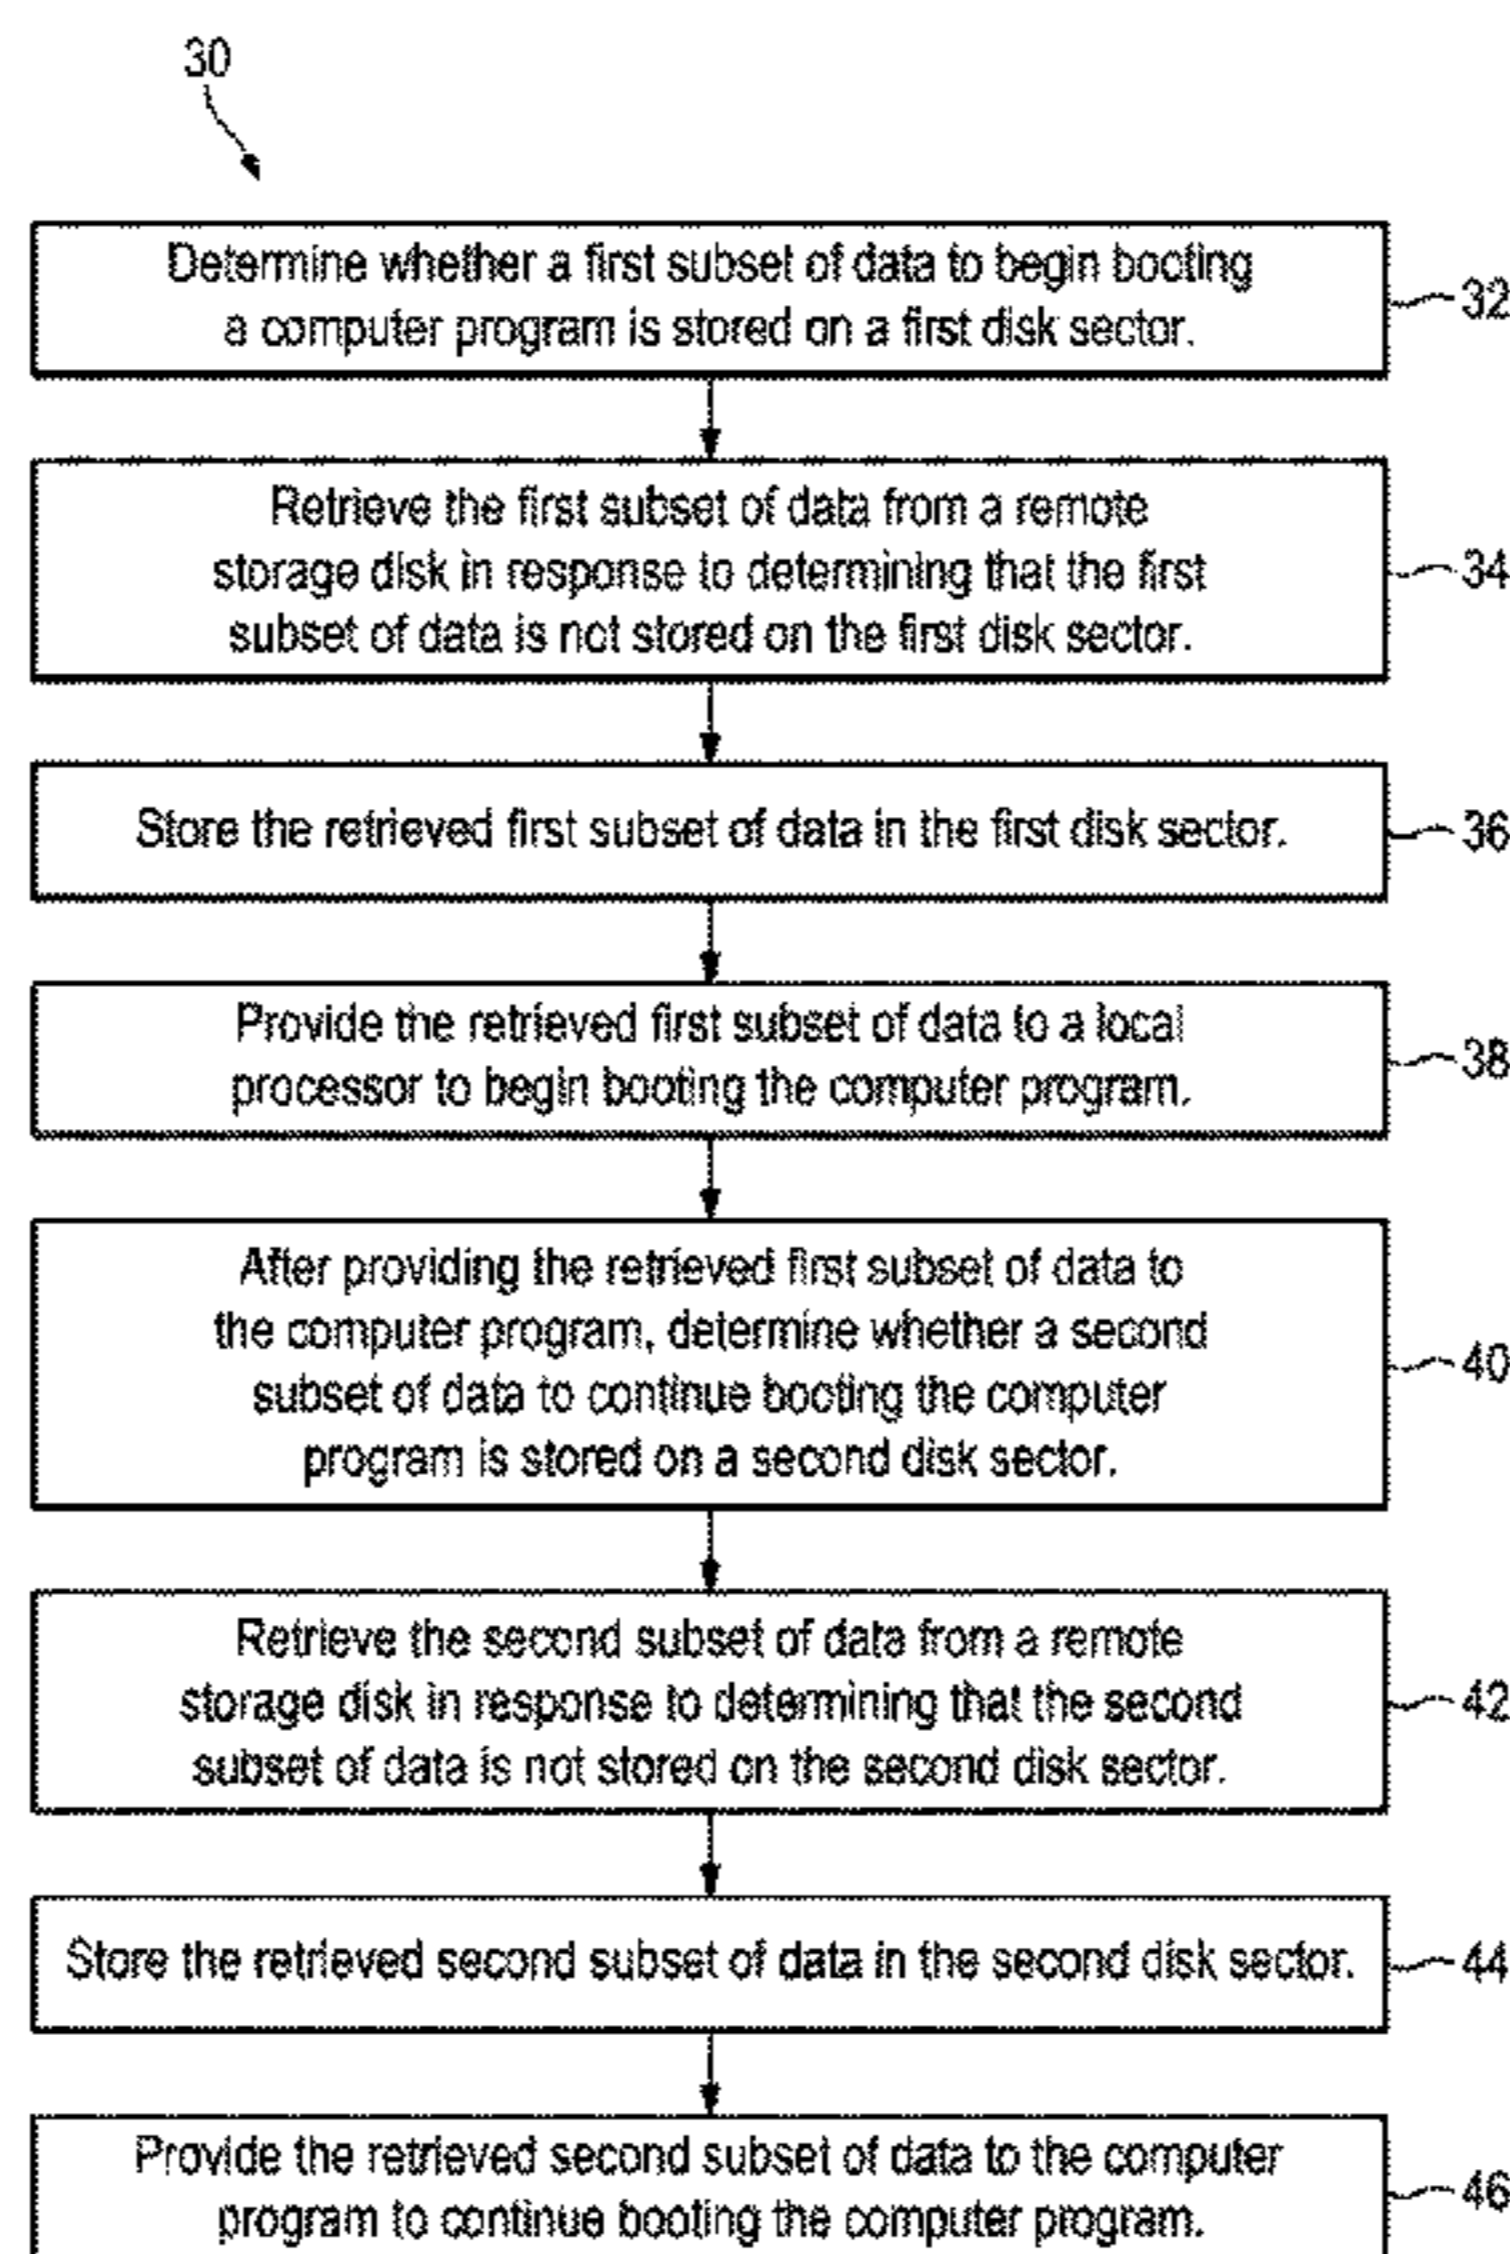 30
Determine whether a first subset of data to begin booting
a computer program is stored on a first disk sector.
32
Retrieve the first subset of data from a remote
storage disk in response to determining that the first
subset of data is not stored on the first disk sector.
34
Store the retrieved first subset of data in the first disk sector.
36
Provide the retrieved first subset of data to a local
processor to begin booting the computer program.
38
After providing the retrieved first subset of data to
the computer program, determine whether a second
subset of data to continue booting the computer
program is stored on a second disk sector.
40
Retrieve the second subset of data from a remote
storage disk in response to determining that the second
subset of data is not stored on the second disk sector.
42
Store the retrieved second subset of data in the second disk sector.
44
Provide the retrieved second subset of data to the computer
program to continue booting the computer program.
46